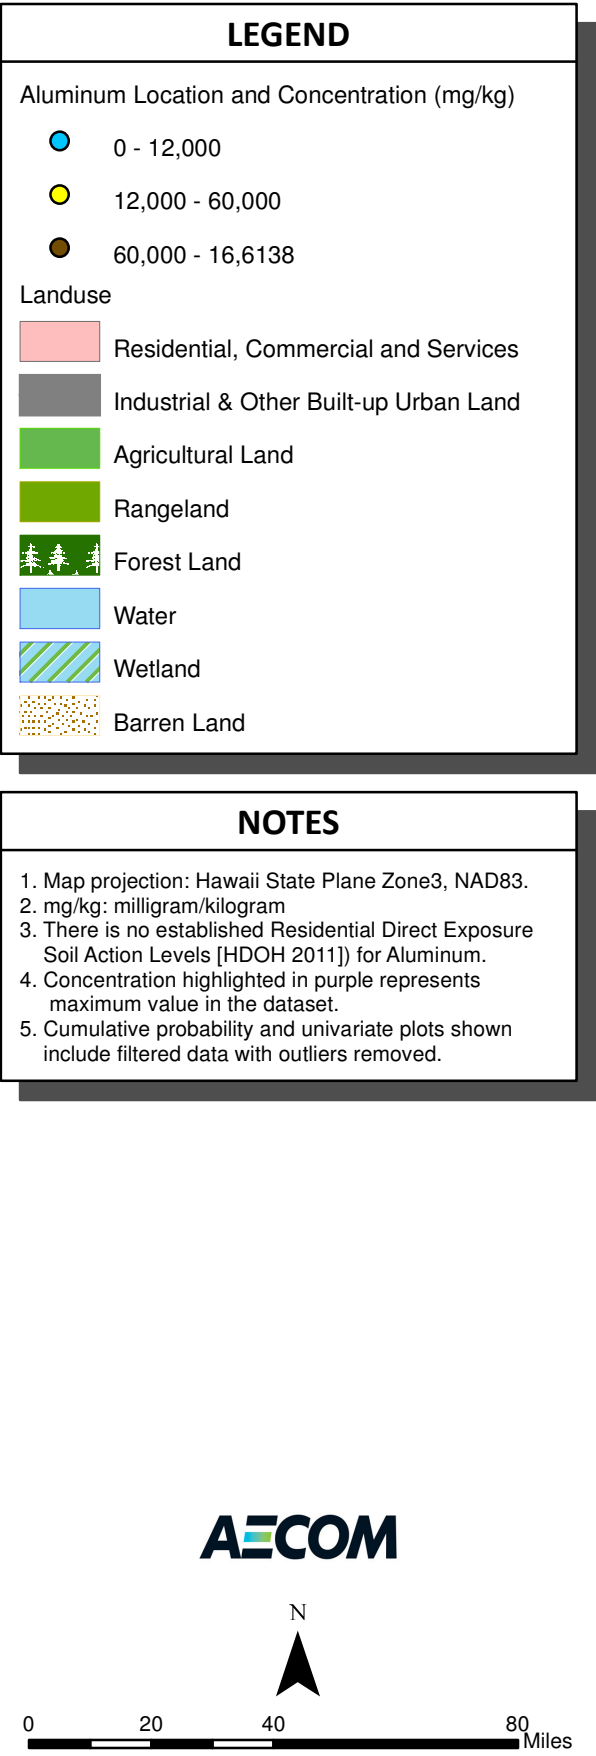 LEGEND
Aluminum Location and Concentration (mg/kg)
0 - 12,000
12,000 - 60,000
60,000 - 16,6138
Landuse
Residential, Commercial and Services
Industrial & Other Built-up Urban Land
Agricultural Land
Rangeland
Forest Land
Water
Wetland
Barren Land
NOTES
1. Map projection: Hawaii State Plane Zone3, NAD83.
2. mg/kg: milligram/kilogram
3. There is no established Residential Direct Exposure
Soil Action Levels [HDOH 2011]) for Aluminum.
4. Concentration highlighted in purple represents
maximum value in the dataset.
5. Cumulative probability and univariate plots shown
include filtered data with outliers removed.
AECOM
N
0 20 40 80
Miles